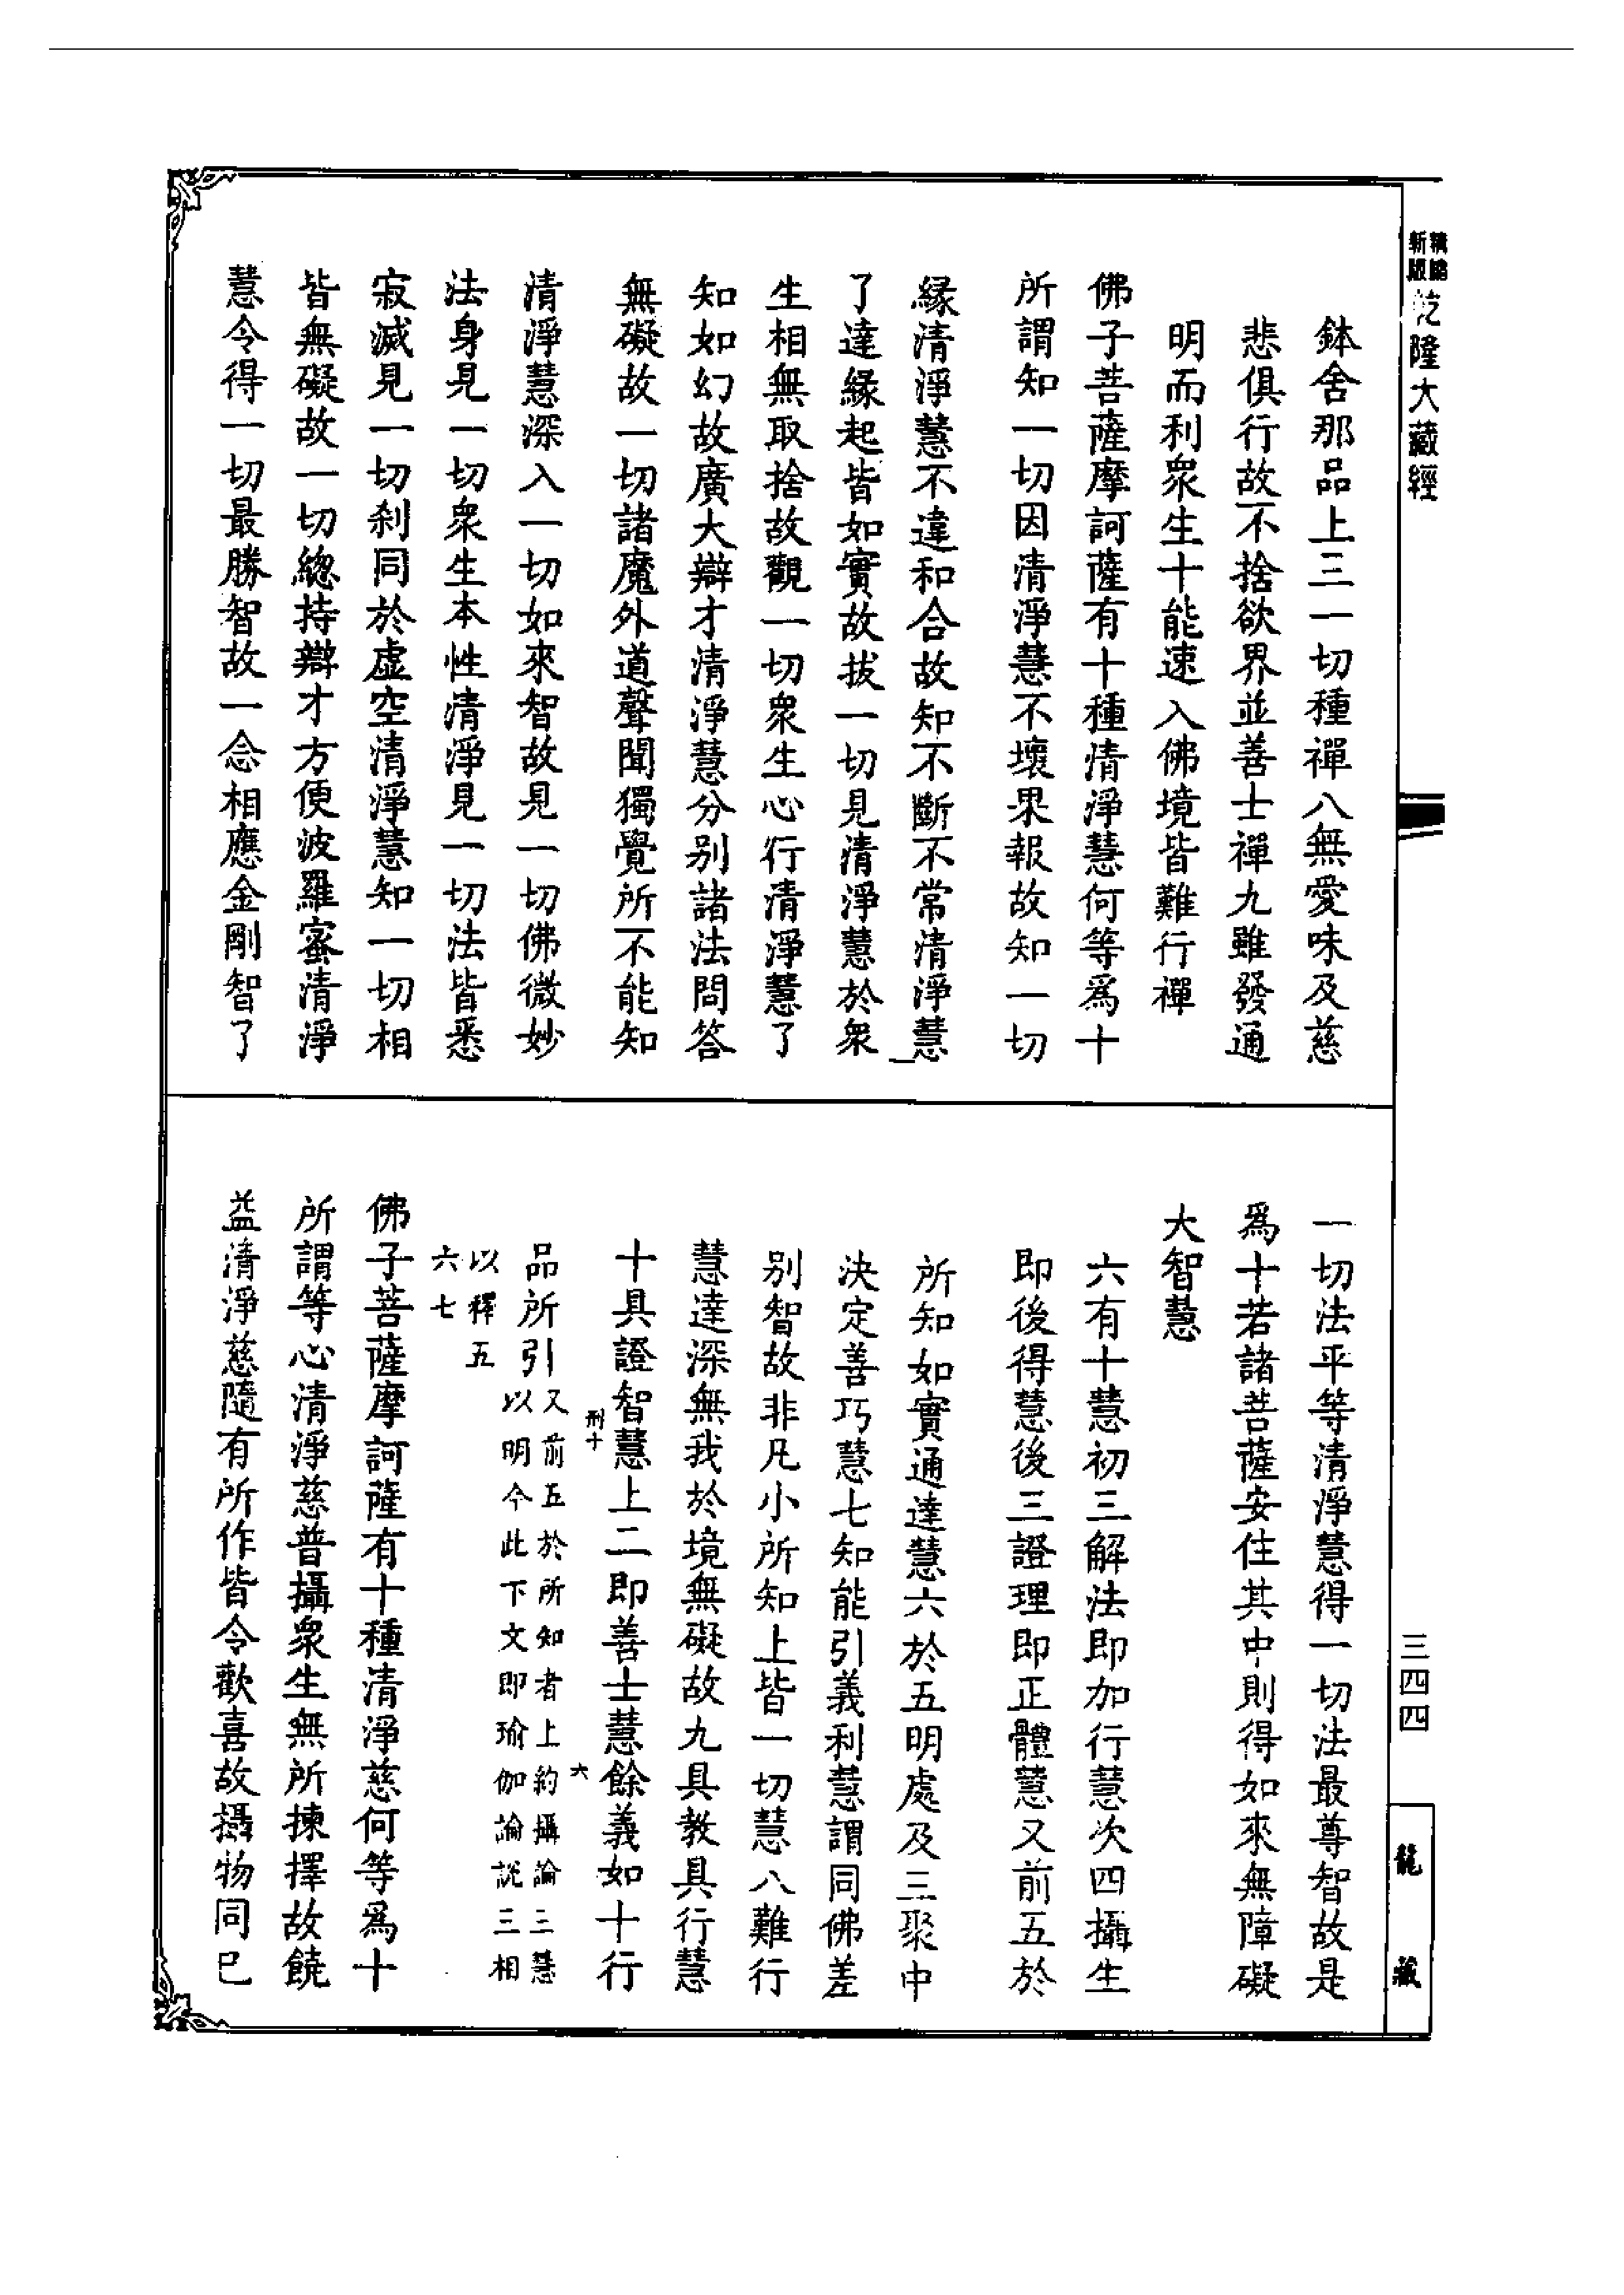 新版精縮乾隆大藏經
鉢舍那品上三一切種禪八無愛味及慈
悲俱行故不捨欲界並善士禪九雖發通
明而利衆生十能速入佛境皆難行禪
佛子菩薩摩訶薩有十種清淨慧何等爲十
所謂知一切因清淨慧不壞果報故知一切
緣清淨慧不違和合故知不斷不常清淨慧
了達緣起皆如實故拔一切見清淨慧於衆
生相無取捨故觀一切衆生心行清淨慧了
知如幻故廣大辯才清淨慧分別諸法問答
無礙故一切諸魔外道聲聞獨覺所不能知
清淨慧深入一切如來智故見一切佛微妙
法身見一切衆生本性清淨見一切法皆悉
寂滅見一切刹同於虛空清淨慧知一切相
皆無礙故一切總持辯才方便波羅蜜清淨
慧令得一切最勝智故一念相應金剛智了
一切法平等清淨慧得一切法最尊智故是
爲十若諸菩薩安住其中則得如來無障礙
大智慧
六有十慧初三解法即加行慧次四攝生
即後得慧後三證理即正體慧又前五於
所知如實通達慧六於五明處及三聚中
決定善巧慧七知能引義利慧謂同佛差
別智故非凡小所知上皆一切慧八難行
慧達深無我於境無礙故九具教具行慧
十具證智慧上二即善士慧餘義如十行
刑十
六
品所引又前五於所知者上約攝論三慧
以明今此下文即瑜伽論說三相
以釋五
六七
佛子菩薩摩訶薩有十種清淨慈何等爲十
所謂等心清淨慈普攝衆生無所揀擇故饒
益清淨慈隨有所作皆令歡喜故攝物同已
三四四
龍藏